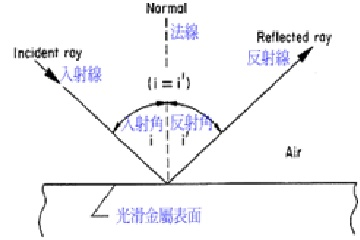 Normal
法線
Incident ray
入射線
Reflected ray
反射線
(i = i')
入射角
反射角
i
i'
Air
光滑金屬表面